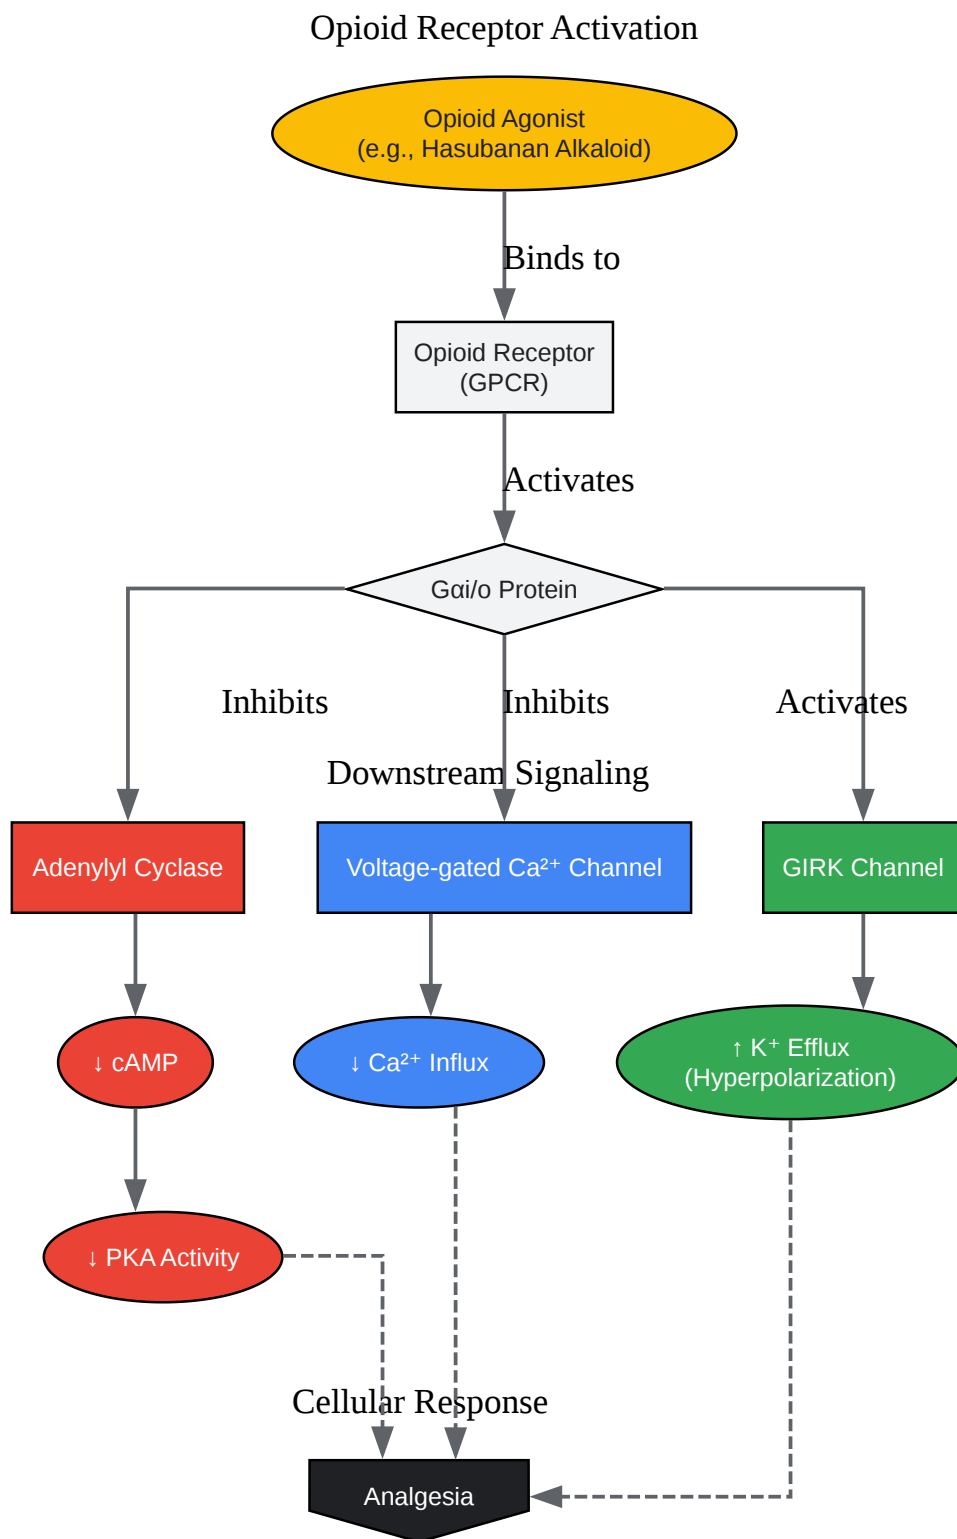 Opioid Receptor Activation
Opioid Agonist
(e.g., Hasubanan Alkaloid)
Binds to
Opioid Receptor
(GPCR)
Activates
Gαi/o Protein
Inhibits
Inhibits
Activates
Downstream Signaling
Adenylyl Cyclase
Voltage-gated Ca²⁺ Channel
GIRK Channel
↓ cAMP
↓ Ca²⁺ Influx
↑ K⁺ Efflux
(Hyperpolarization)
↓ PKA Activity
Cellular Response
Analgesia